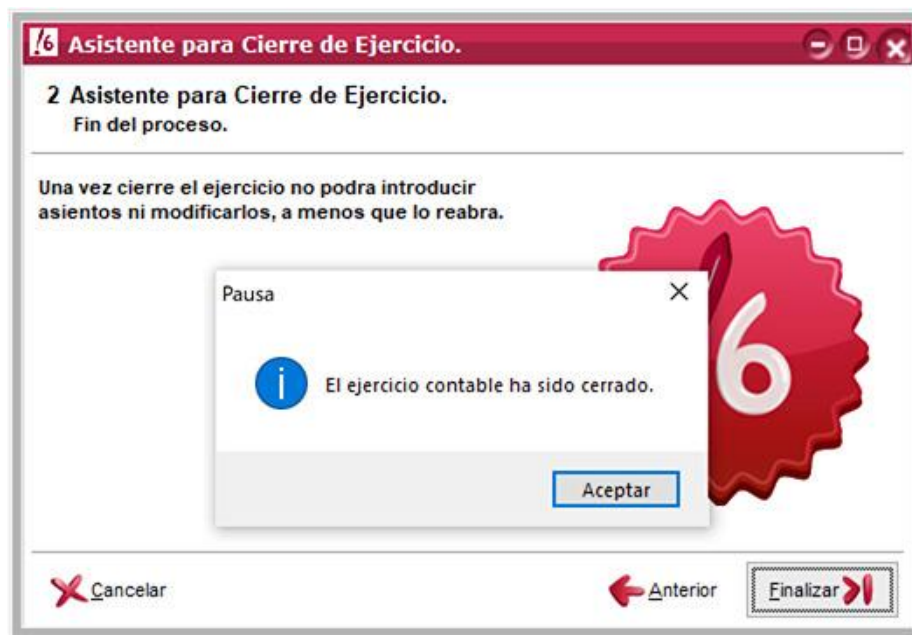 Asistente para Cierre de Ejercicio.
2 Asistente para Cierre de Ejercicio.
Fin del proceso.
Una vez cierre el ejercicio no podra introducir
asientos ni modificarlos, a menos que lo reabra.
Pausa
El ejercicio contable ha sido cerrado.
6
Aceptar
Cancelar
Anterior
Finalizar